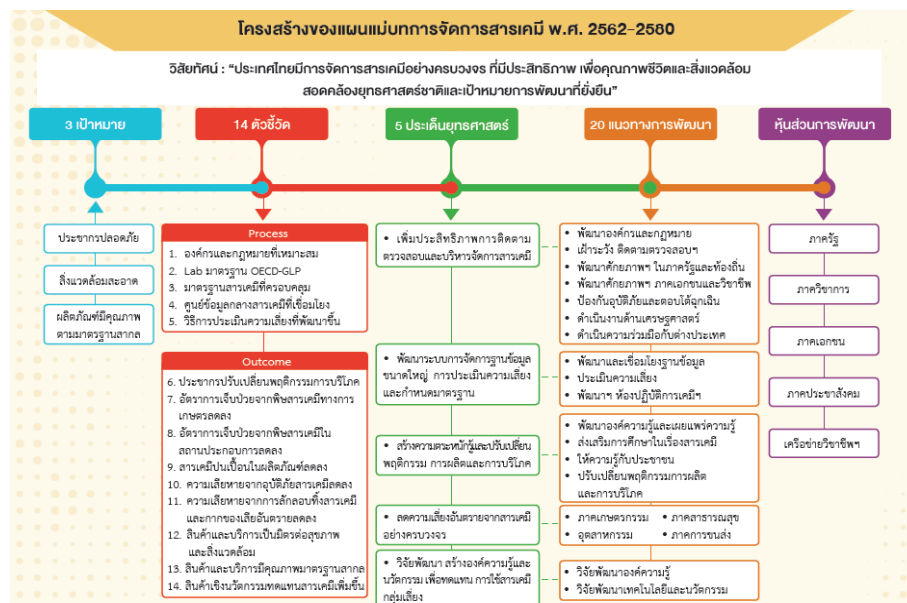 โครงสร้างของแผนแม่บทการจัดการสารเคมี พ.ศ. 2562-2580
วิสัยทัศน์ : “ประเทศไทยมีการจัดการสารเคมีอย่างครบวงจร ที่มีประสิทธิภาพ เพื่อคุณภาพชีวิตและสิ่งแวดล้อม
สอดคล้องยุทธศาสตร์ชาติและเป้าหมายการพัฒนาที่ยั่งยืน”
3 เป้าหมาย
ประชากรปลอดภัย
สิ่งแวดล้อมสะอาด
ผลิตภัณฑ์มีคุณภาพ
ตามมาตรฐานสากล
14 ตัวชี้วัด
Process
1. องค์กรและกฎหมายที่เหมาะสม
2. Lab มาตรฐาน OECD-GLP
3. มาตรฐานสารเคมีที่ครอบคลุม
4. ศูนย์ข้อมูลกลางสารเคมีที่เชื่อมโยง
5. วิธีการประเมินความเสี่ยงที่พัฒนาขึ้น
Outcome
6. ประชากรปรับเปลี่ยนพฤติกรรมการบริโภค
7. อัตราการเจ็บป่วยจากพิษสารเคมีทางการ
เกษตรลดลง
8. อัตราการเจ็บป่วยจากพิษสารเคมีใน
สถานประกอบการลดลง
9. สารเคมีปนเปื้อนในผลิตภัณฑ์ลดลง
10. ความเสียหายจากอุบัติภัยสารเคมีลดลง
11. ความเสียหายจากการลักลอบทิ้งสารเคมี
และกากของเสียอันตรายลดลง
12. สินค้าและบริการเป็นมิตรต่อสุขภาพ
และสิ่งแวดล้อม
13. สินค้าและบริการมีคุณภาพมาตรฐานสากล
14. สินค้าเชิงนวัตกรรมทดแทนสารเคมีเพิ่มขึ้น
5 ประเด็นยุทธศาสตร์
• เพิ่มประสิทธิภาพการติดตาม
ตรวจสอบและบริหารจัดการสารเคมี
• พัฒนาระบบการจัดการฐานข้อมูล
ขนาดใหญ่ การประเมินความเสี่ยง
และกำหนดมาตรฐาน
• สร้างความตระหนักรู้และปรับเปลี่ยน
พฤติกรรม การผลิตและการบริโภค
• ลดความเสี่ยงอันตรายจากสารเคมี
อย่างครบวงจร
• วิจัยพัฒนา สร้างองค์ความรู้และ
นวัตกรรม เพื่อทดแทน การใช้สารเคมี
กลุ่มเสี่ยง
20 แนวทางการพัฒนา
• พัฒนาองค์กรและกฎหมาย
• เฝ้าระวัง ติดตามตรวจสอบฯ
• พัฒนาศักยภาพฯ ในภาครัฐและท้องถิ่น
• พัฒนาศักยภาพฯ ภาคเอกชนและวิชาชีพ
• ป้องกันอุบัติภัยและตอบโต้ฉุกเฉิน
• ดำเนินงานด้านเศรษฐศาสตร์
• ดำเนินความร่วมมือกับต่างประเทศ
• พัฒนาและเชื่อมโยงฐานข้อมูล
• ประเมินความเสี่ยง
• พัฒนาฯ ห้องปฏิบัติการเคมีฯ
• พัฒนาองค์ความรู้และเผยแพร่ความรู้
• ส่งเสริมการศึกษาในเรื่องสารเคมี
• ให้ความรู้กับประชาชน
• ปรับเปลี่ยนพฤติกรรมการผลิต
และการบริโภค
• ภาคเกษตรกรรม • ภาคสาธารณสุข
• อุตสาหกรรม • ภาคการขนส่ง
• วิจัยพัฒนาองค์ความรู้
• วิจัยพัฒนาเทคโนโลยีและนวัตกรรม
หุ้นส่วนการพัฒนา
ภาครัฐ
ภาควิชาการ
ภาคเอกชน
ภาคประชาสังคม
เครือข่ายวิชาชีพฯ